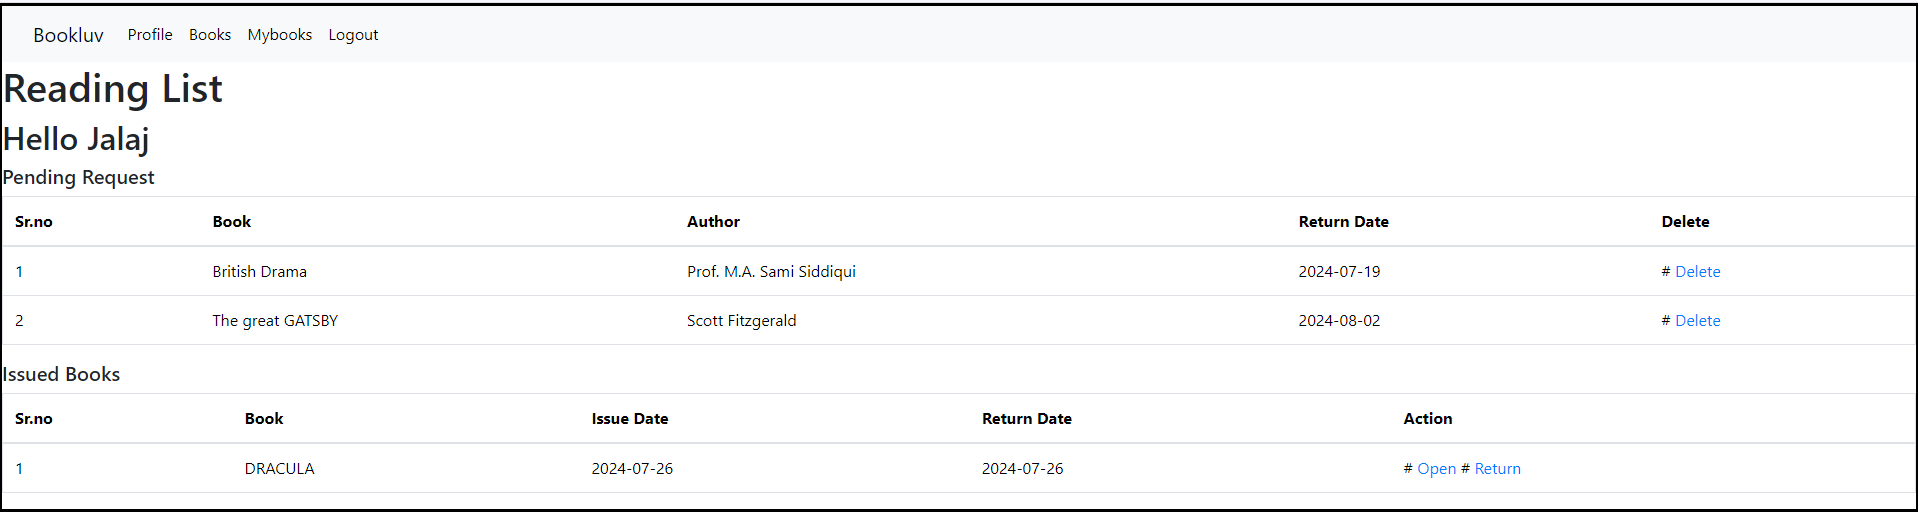 Bookluv Profile Books Mybooks Logout
Reading List
Hello Jalaj
Pending Request
Sr.no Book Author Return Date Delete
1 British Drama Prof. M.A. Sami Siddiqui 2024-07-19 # Delete
2 The great GATSBY Scott Fitzgerald 2024-08-02 # Delete
Issued Books
Sr.no Book Issue Date Return Date Action
1 DRACULA 2024-07-26 2024-07-26 # Open # Return